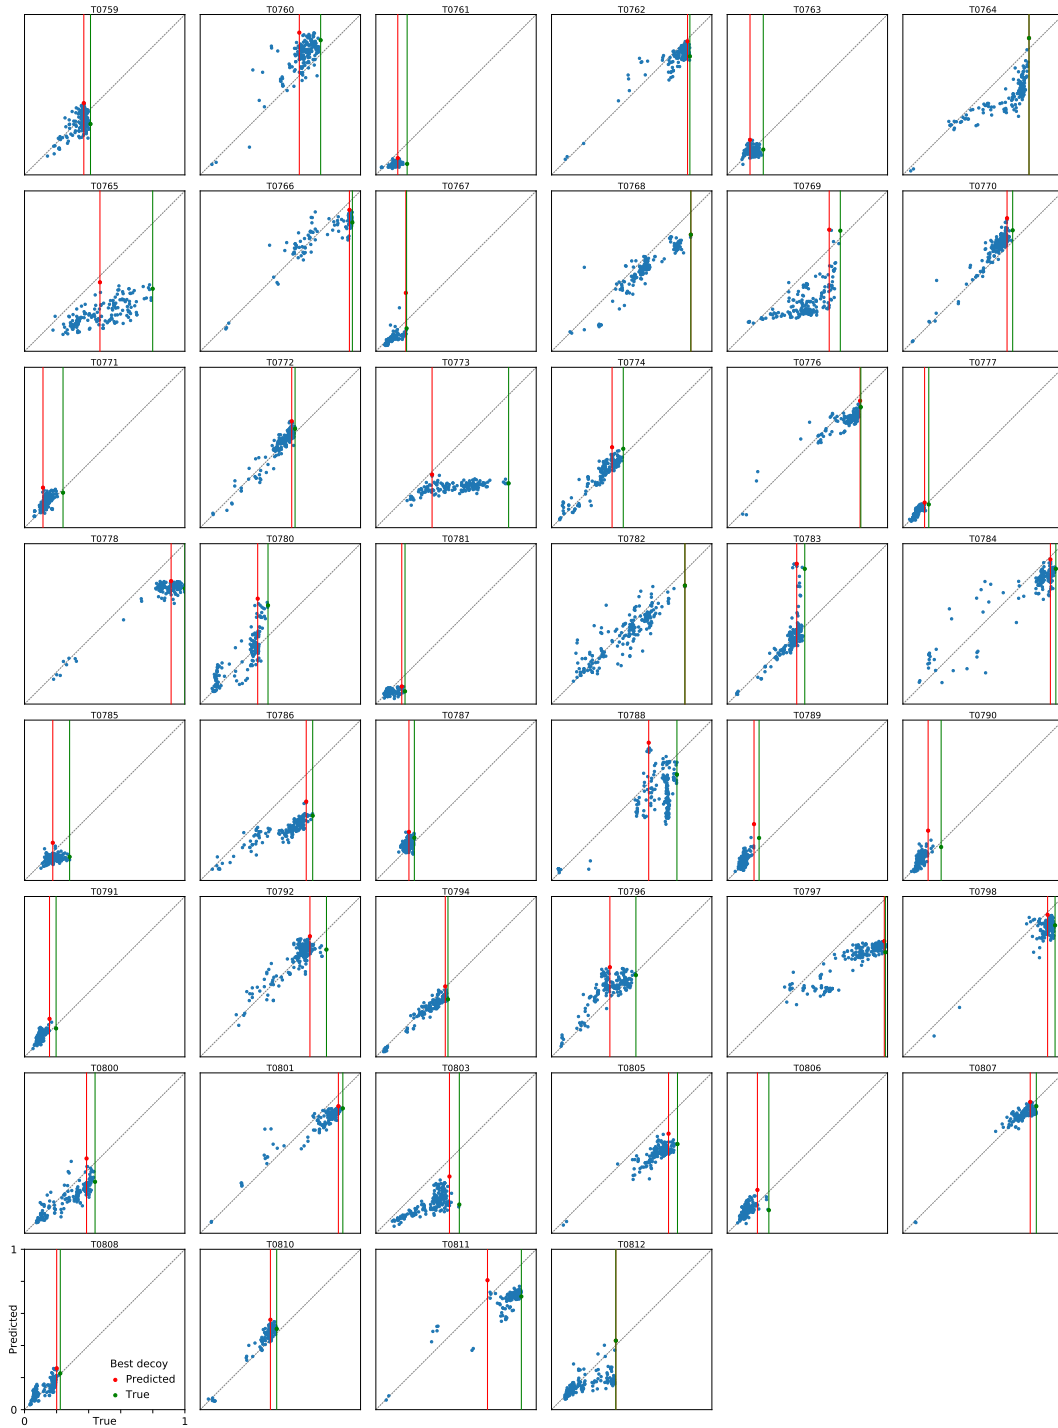 T0759 T0760 T0761 T0762 T0763 T0764
T0765 T0766 T0767 T0768 T0769 T0770
T0771 T0772 T0773 T0774 T0776 T0777
T0778 T0780 T0781 T0782 T0783 T0784
T0785 T0786 T0787 T0788 T0789 T0790
T0791 T0792 T0794 T0796 T0797 T0798
T0800 T0801 T0803 T0805 T0806 T0807
T0808 T0810 T0811 T0812
1
Predicted
Best decoy
Predicted
True
0
0 True 1